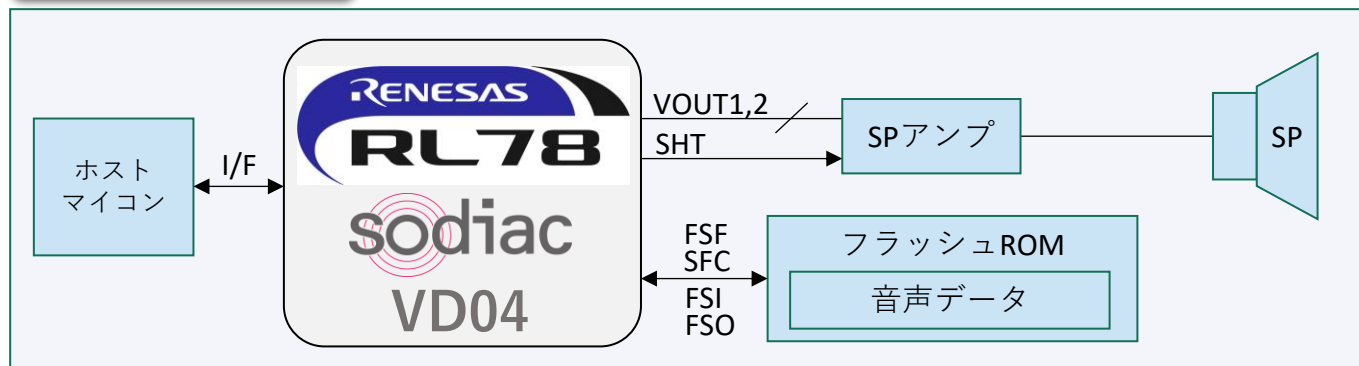 ホスト
マイコン
I/F
RENESAS
RL78
sodiac
VD04
VOUT1,2
SHT
SPアンプ
SP
FSF
SFC
FSI
FSO
フラッシュROM
音声データ